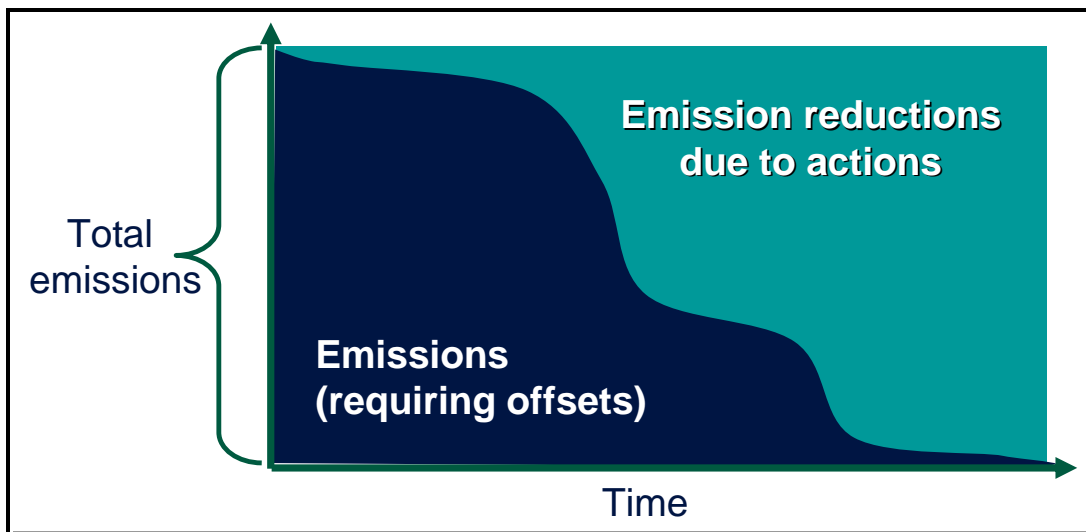 Emission reductions
due to actions
Total
emissions
Emissions
(requiring offsets)
Time